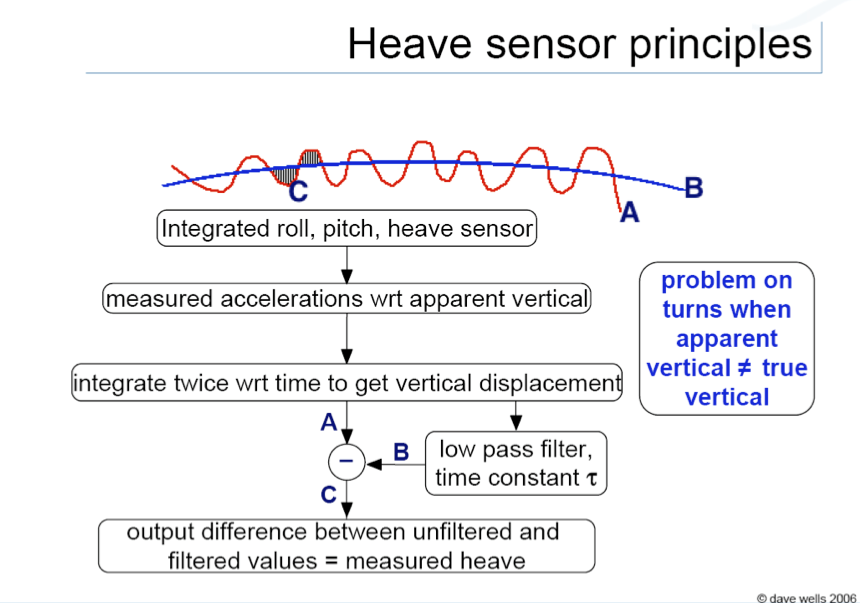 Heave sensor principles
C
B
A
Integrated roll, pitch, heave sensor
measured accelerations wrt apparent vertical
problem on
turns when
apparent
vertical ≠ true
vertical
integrate twice wrt time to get vertical displacement
A
−
B
low pass filter,
time constant τ
C
output difference between unfiltered and
filtered values = measured heave
© dave wells 2006